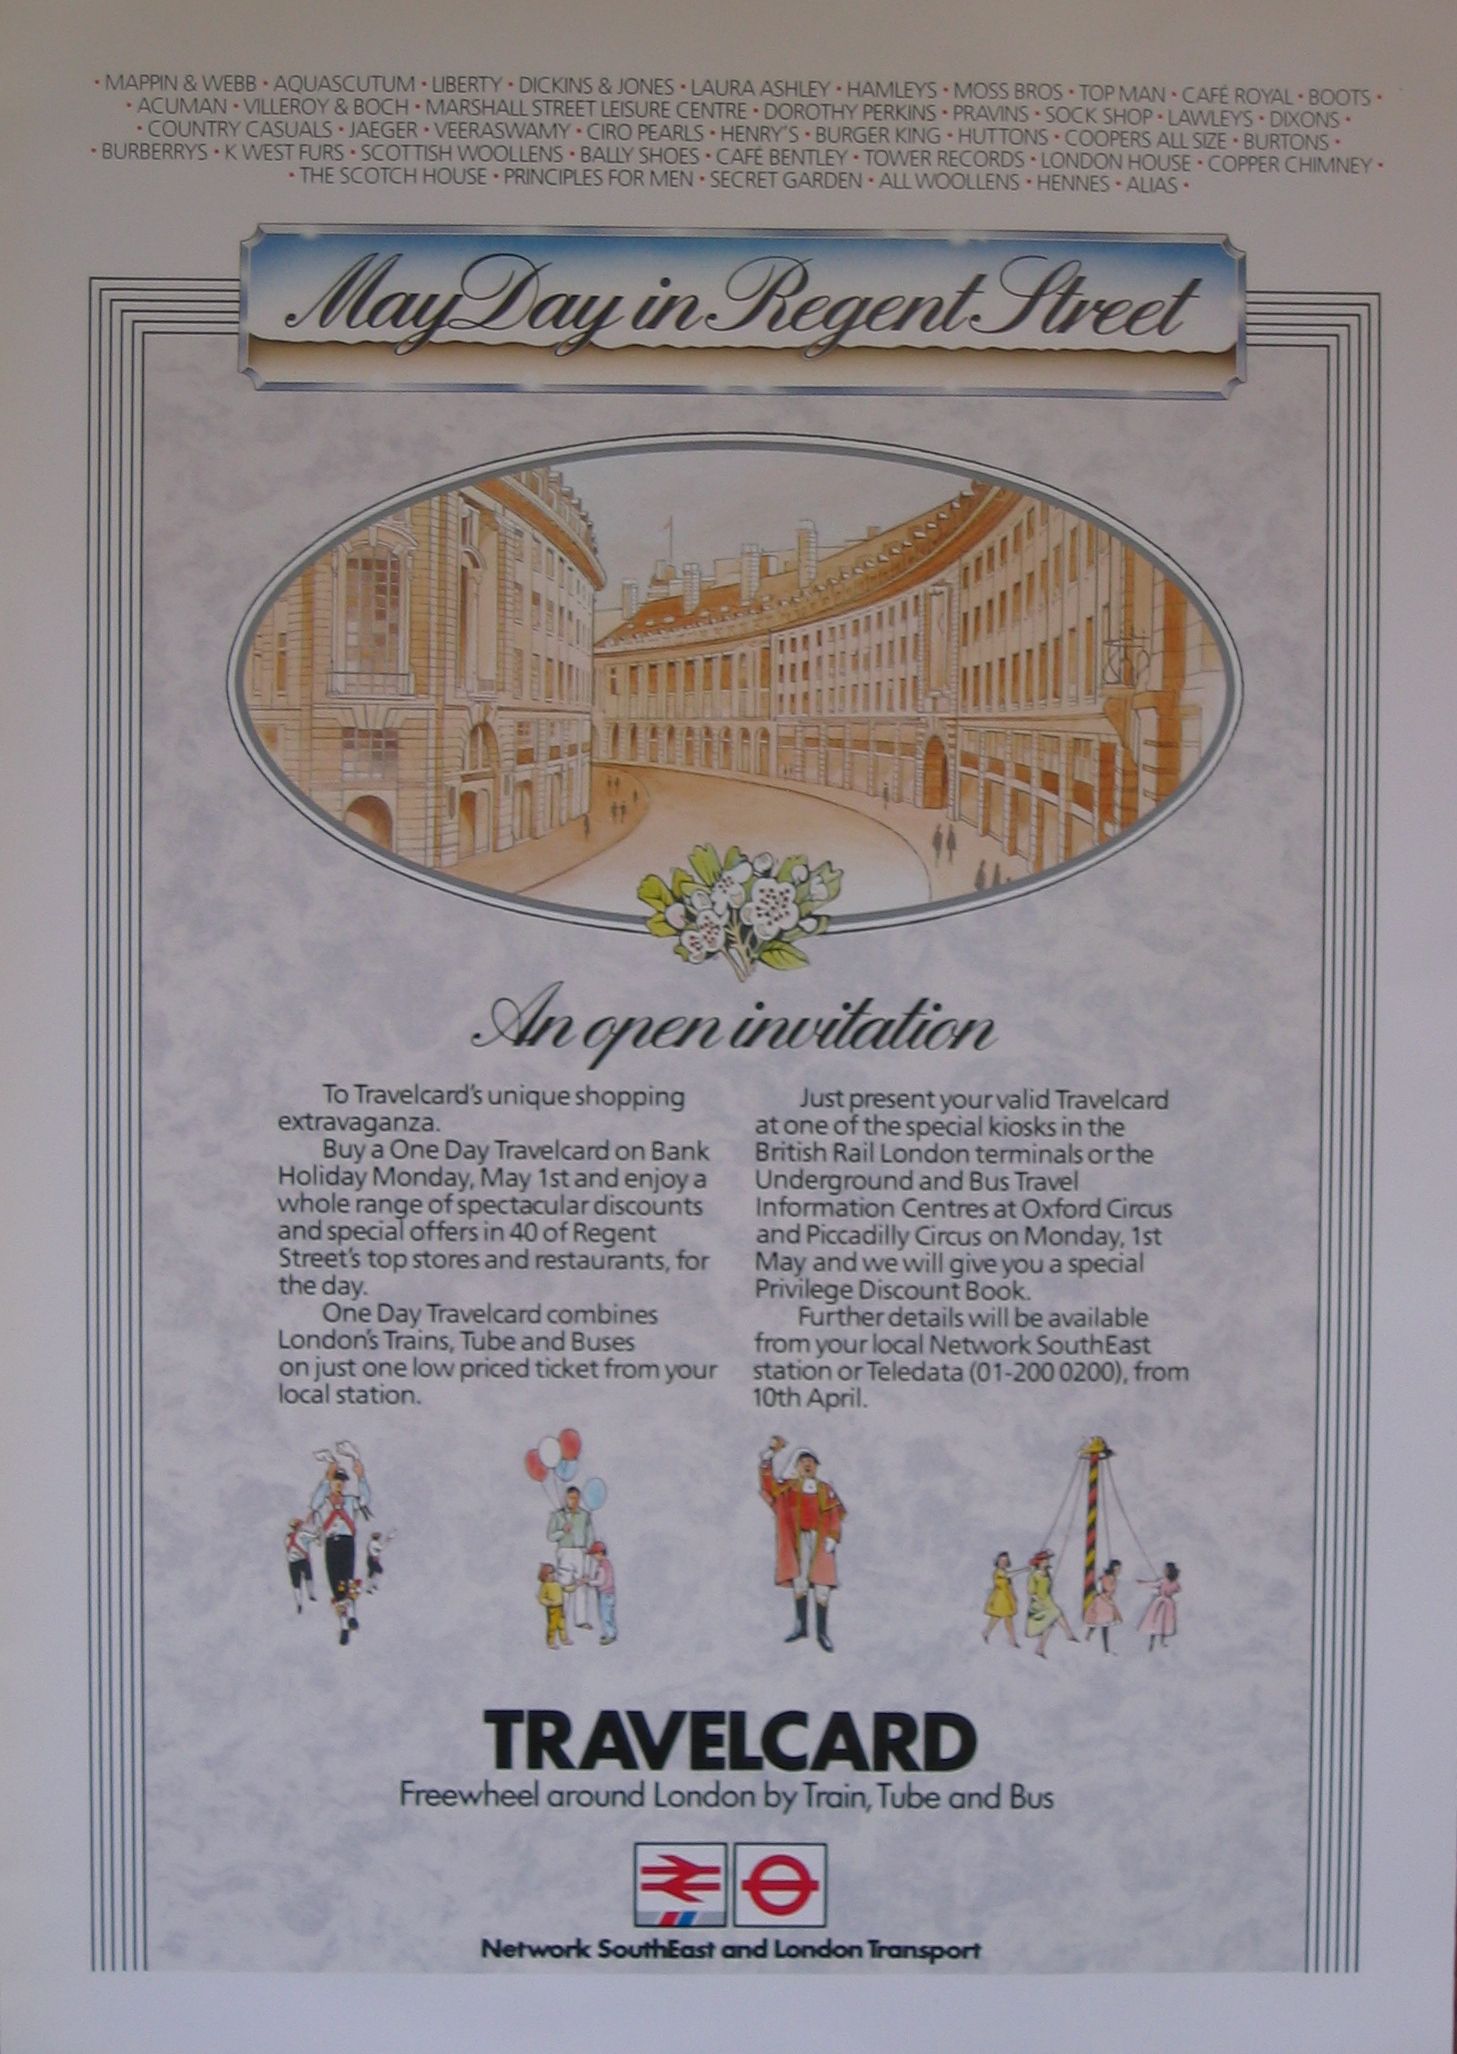 · MAPPIN & WEBB · AQUASCUTUM · LIBERTY · DICKINS & JONES · LAURA ASHLEY · HAMLEYS · MOSS BROS · TOP MAN · CAFÉ ROYAL · BOOTS ·
· ACUMAN · VILLEROY & BOCH · MARSHALL STREET LEISURE CENTRE · DOROTHY PERKINS · PRAVINS · SOCK SHOP · LAWLEYS · DIXONS ·
· COUNTRY CASUALS · JAEGER · VEERASWAMY · CIRO PEARLS · HENRY'S · BURGER KING · HUTTONS · COOPERS ALL SIZE · BURTONS ·
· BURBERRYS · K WEST FURS · SCOTTISH WOOLLENS · BALLY SHOES · CAFÉ BENTLEY · TOWER RECORDS · LONDON HOUSE · COPPER CHIMNEY ·
· THE SCOTCH HOUSE · PRINCIPLES FOR MEN · SECRET GARDEN · ALL WOOLLENS · HENNES · ALIAS ·
May Day in Regent Street
An open invitation
To Travelcard's unique shopping
extravaganza.
Buy a One Day Travelcard on Bank
Holiday Monday, May 1st and enjoy a
whole range of spectacular discounts
and special offers in 40 of Regent
Street's top stores and restaurants, for
the day.
One Day Travelcard combines
London's Trains, Tube and Buses
on just one low priced ticket from your
local station.
Just present your valid Travelcard
at one of the special kiosks in the
British Rail London terminals or the
Underground and Bus Travel
Information Centres at Oxford Circus
and Piccadilly Circus on Monday, 1st
May and we will give you a special
Privilege Discount Book.
Further details will be available
from your local Network SouthEast
station or Teledata (01-200 0200), from
10th April.
TRAVELCARD
Freewheel around London by Train, Tube and Bus
Network SouthEast and London Transport